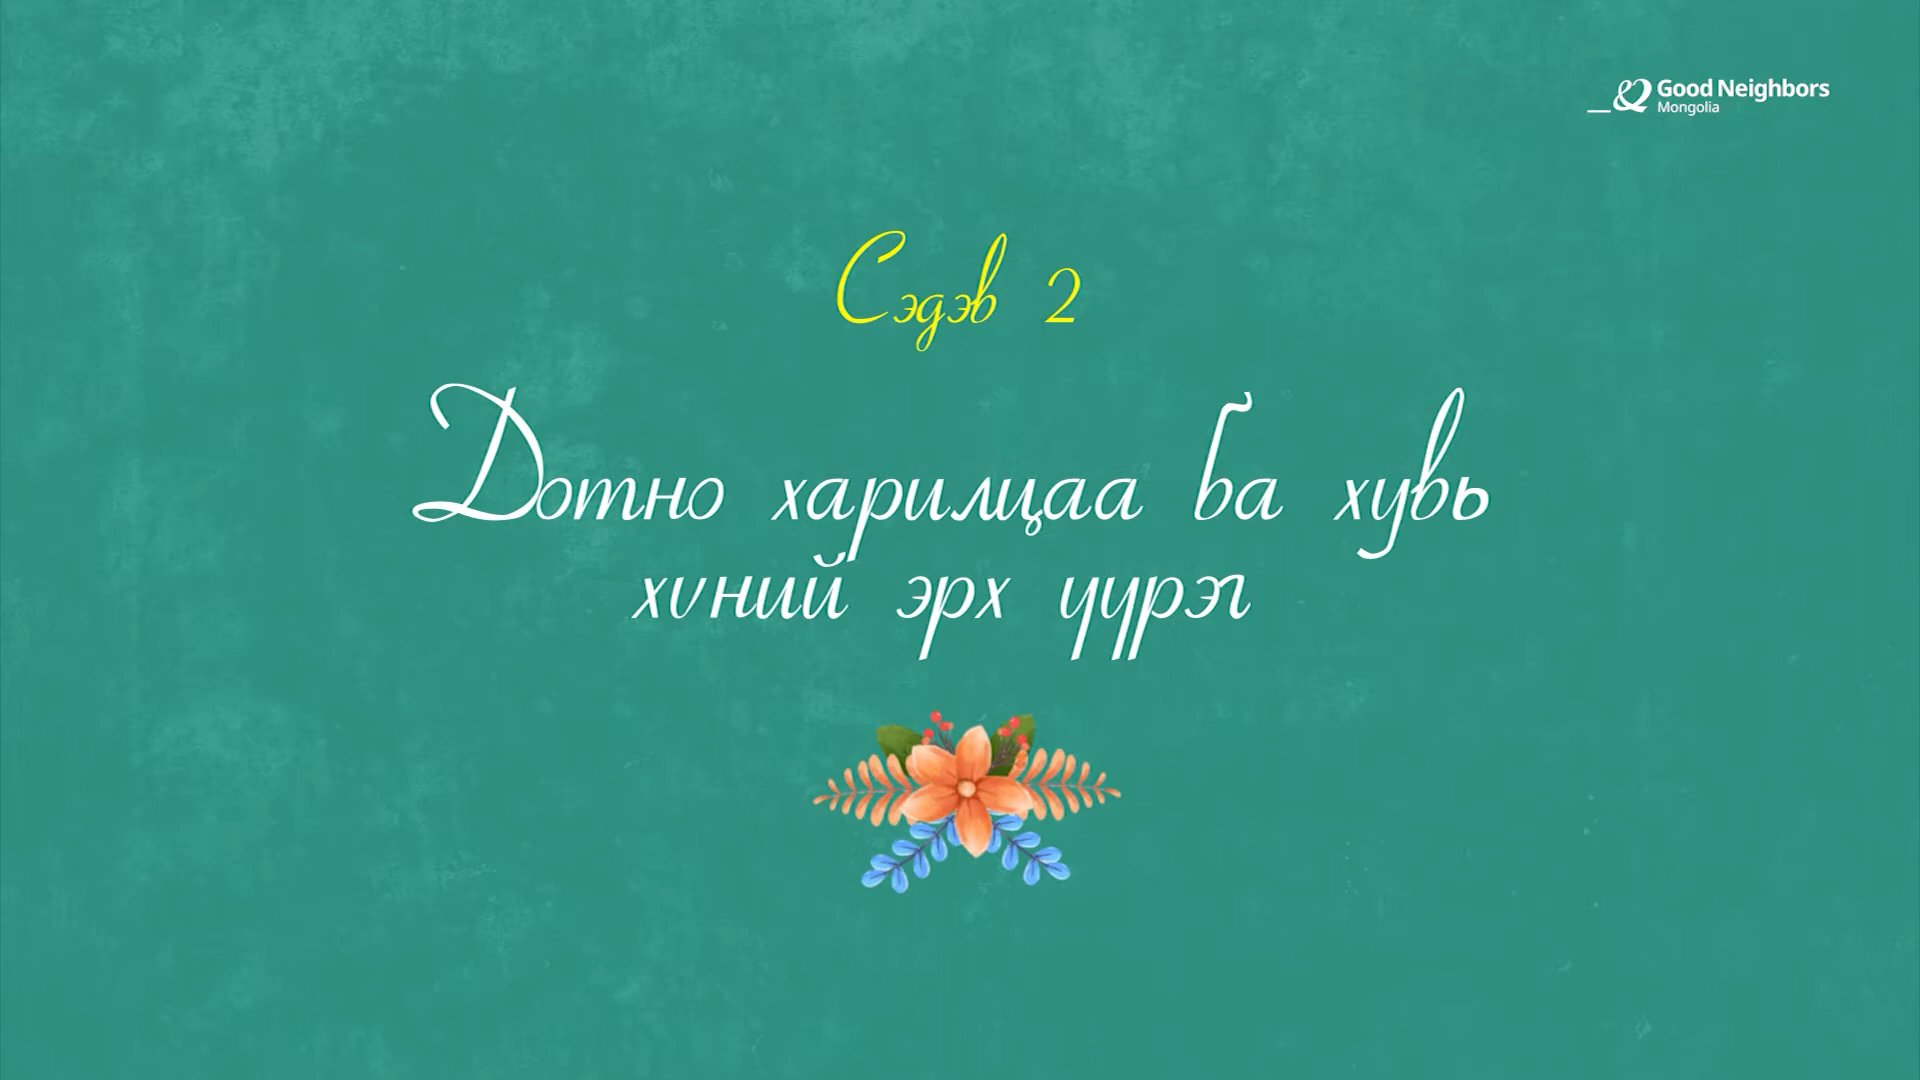 Good Neighbors
Mongolia
Сэдэв 2
Дотно харилцаа ба хувь
хүний эрх үүрэг